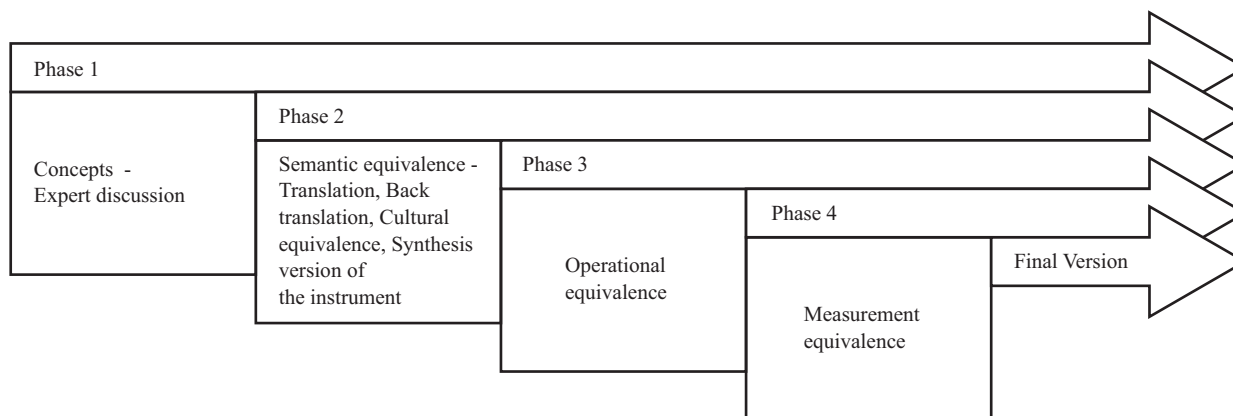 Phase 1
Concepts -
Expert discussion
Phase 2
Semantic equivalence -
Translation, Back
translation, Cultural
equivalence, Synthesis
version of
the instrument
Phase 3
Operational
equivalence
Phase 4
Measurement
equivalence
Final Version